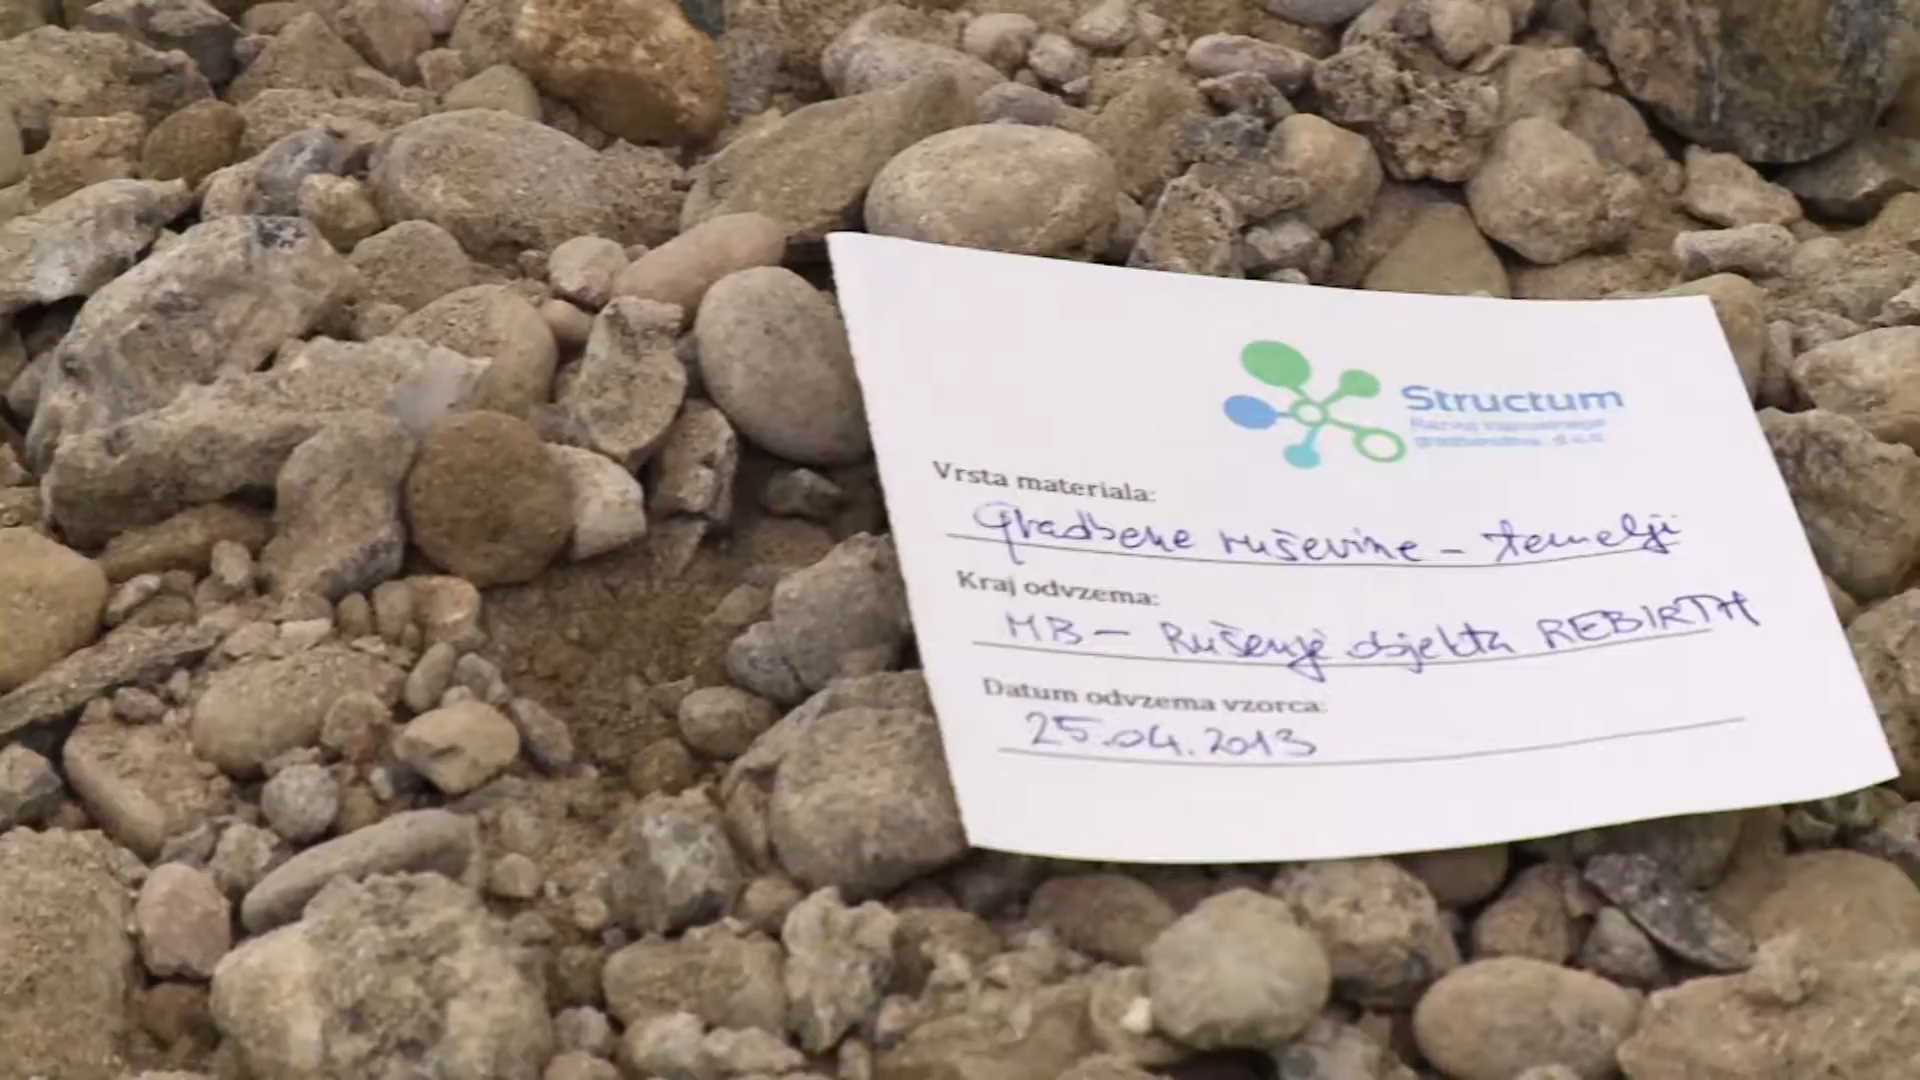 Structum
Vrsta materiala:
Gradbene ruševine - temelji
Kraj odvzema:
MB - Rušenje objekta REBIRTH
Datum odvzema vzorca:
25.04.2013